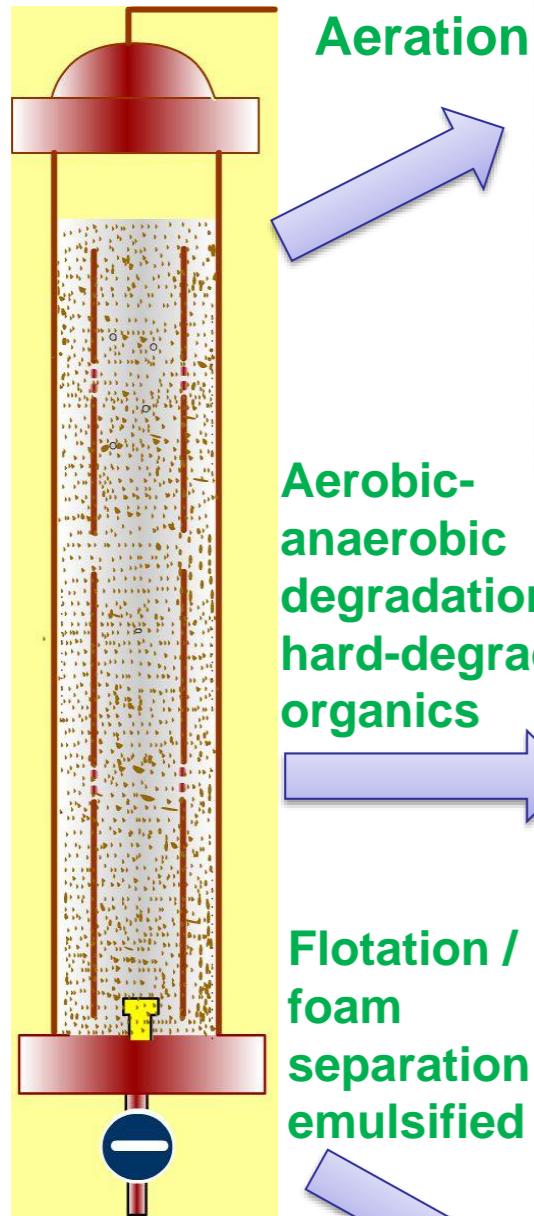 Aeration
Aerobic-
anaerobic
degradation
hard-degrad
organics
Flotation /
foam
separation
emulsified